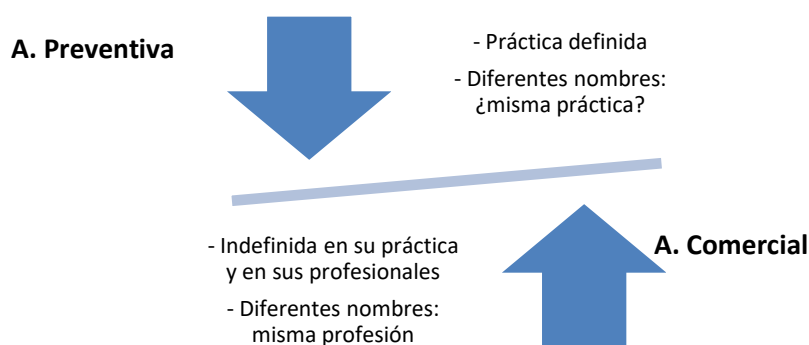 A. Preventiva
- Práctica definida
- Diferentes nombres:
¿misma práctica?
- Indefinida en su práctica
y en sus profesionales
- Diferentes nombres:
misma profesión
A. Comercial